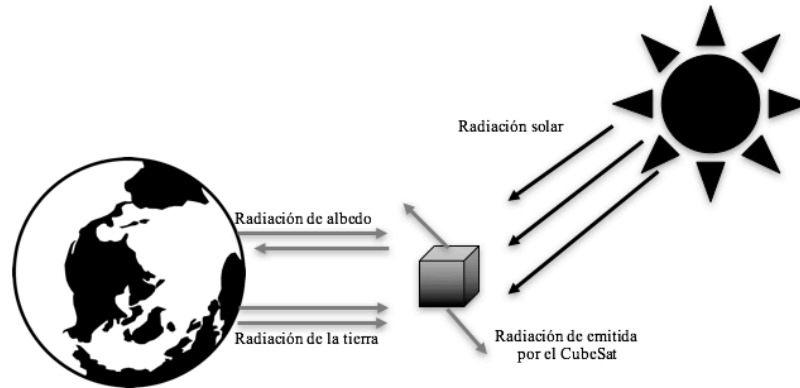 Radiación solar
Radiación de albedo
Radiación de la tierra
Radiación de emitida
por el CubeSat